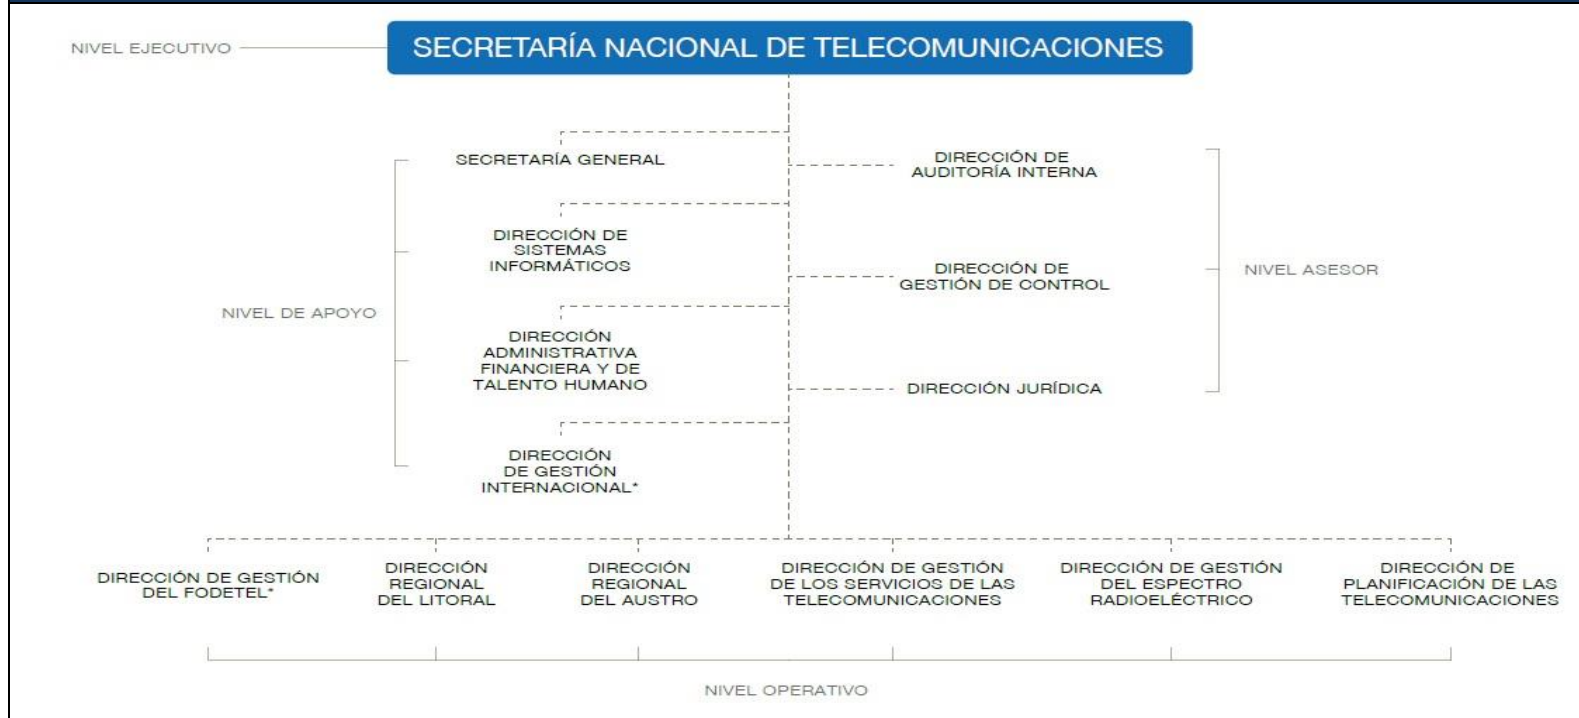 NIVEL EJECUTIVO
SECRETARÍA NACIONAL DE TELECOMUNICACIONES
SECRETARÍA GENERAL
DIRECCIÓN DE
AUDITORÍA INTERNA
DIRECCIÓN DE
SISTEMAS
INFORMÁTICOS
DIRECCIÓN DE
GESTIÓN DE CONTROL
NIVEL ASESOR
NIVEL DE APOYO
DIRECCIÓN
ADMINISTRATIVA
FINANCIERA Y DE
TALENTO HUMANO
DIRECCIÓN JURÍDICA
DIRECCIÓN
DE GESTIÓN
INTERNACIONAL*
DIRECCIÓN DE GESTIÓN
DEL FODETEL*
DIRECCIÓN
REGIONAL
DEL LITORAL
DIRECCIÓN
REGIONAL
DEL AUSTRO
DIRECCIÓN DE GESTIÓN
DE LOS SERVICIOS DE LAS
TELECOMUNICACIONES
DIRECCIÓN DE GESTIÓN
DEL ESPECTRO
RADIOELÉCTRICO
DIRECCIÓN DE
PLANIFICACIÓN DE LAS
TELECOMUNICACIONES
NIVEL OPERATIVO